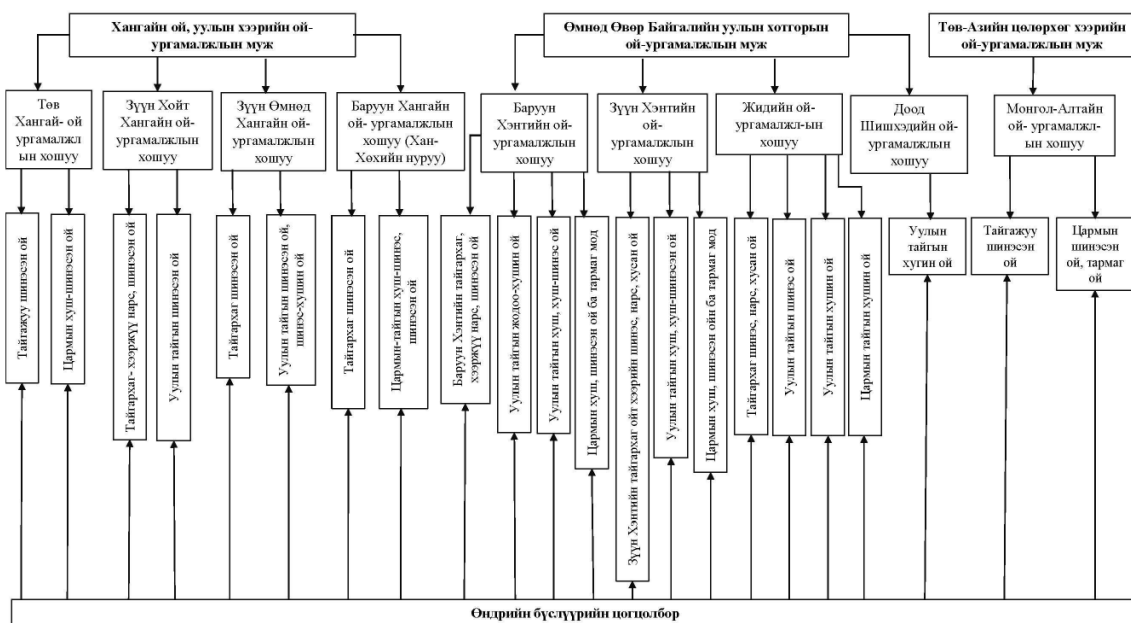 Хангайн ой, уулын хээрийн ой-
ургамалжлын муж
Өмнөд Өвөр Байгалийн уулын хотгорын
ой-ургамалжлын муж
Төв-Азийн цөлөрхөг хээрийн
ой-ургамалжлын муж
Төв
Хангай- ой
ургамалжл
ын хошуу
Зүүн Хойт
Хангайн ой-
ургамалжлын
хошуу
Зүүн Өмнөд
Хангайн ой-
ургамалжлын
хошуу
Баруун Хангайн
ой- ургамалжлын
хошуу (Хан-
Хөхийн нуруу)
Баруун
Хэнтийн ой-
ургамалжлын
хошуу
Зүүн Хэнтийн
ой-
ургамалжлын
хошуу
Жидийн ой-
ургамалжл-ын
хошуу
Доод
Шишхэдийн ой-
ургамалжлын
хошуу
Монгол-Алтайн
ой- ургамалжл-
ын хошуу
Тайгажуу шинэсэн ой
Цармын хуш-шинэсэн ой
Тайгархаг- хээржүү нарс, шинэсэн ой
Уулын тайгын шинэсэн ой
Тайгархаг шинэсэн ой
Уулын тайгын шинэсэн ой,
шинэс-хушин ой
Тайгархаг шинэсэн ой
Цармын-тайгын хуш-шинэс,
шинэсэн ой
Баруун Хэнтийн тайгархаг,
хээржүү нарс, шинэсэн ой
Уулын тайгын жодоо-хушин ой
Уулын тайгын хуш, хуш-шинэс ой
Цармын хуш, шинэсэн ой ба тармаг мод
Зүүн Хэнтийн тайгархаг ойт хээрийн шинэс, нарс, хусан ой
Уулын тайгын хуш, хуш-шинэсэн ой
Цармын хуш, шинэсэн ойн ба тармаг мод
Тайгархаг шинэс, нарс, хусан ой
Уулын тайгын шинэс ой
Уулын тайгын хушин ой
Цармын тайгын хушин ой
Уулын
тайгын
хугин ой
Тайгажуу
шинэсэн
ой
Цармын
шинэсэн
ой, тармаг
ой
Өндрийн бүслүүрийн цогцолбор